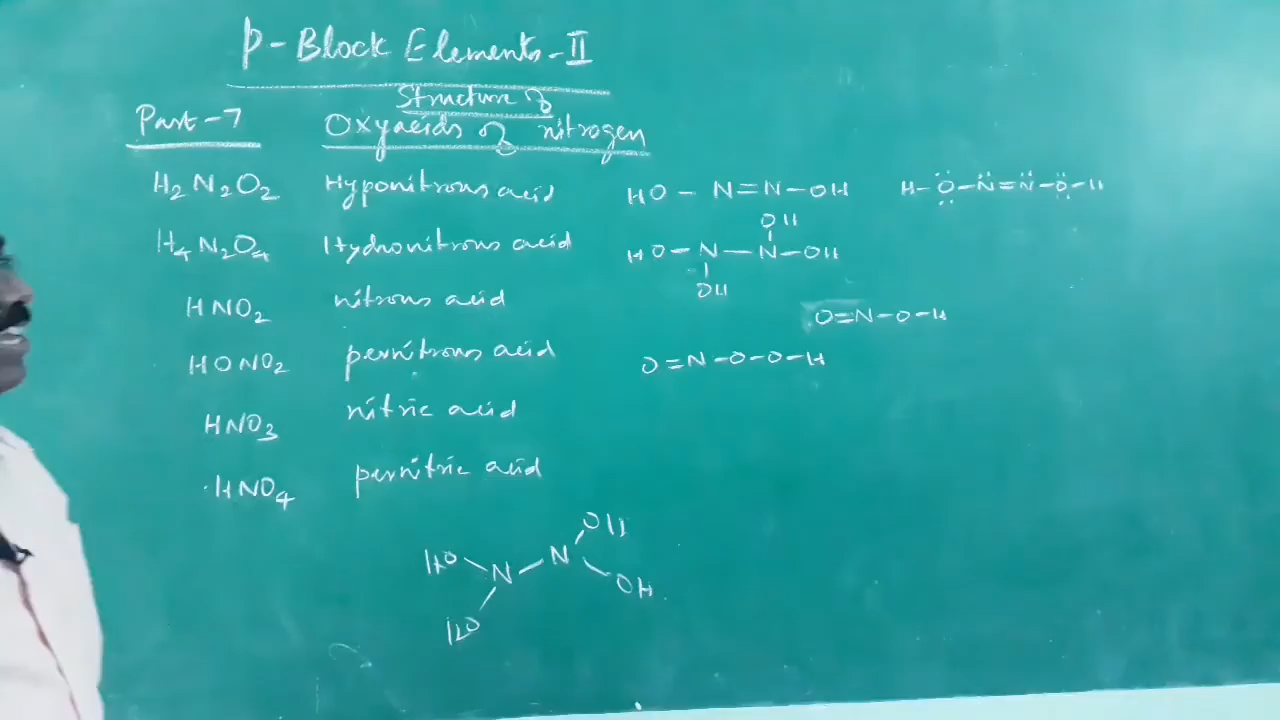 p-Block Elements-II
Structure of
Part-7 Oxyacids of nitrogen
H2N2O2 Hyponitrous acid HO - N=N-OH H-O-N=N-O-H
OH
H4N2O4 Hydronitrous acid HO-N-N-OH
OH
HNO2 nitrous acid O=N-O-H
HONO2 pernitrous acid O=N-O-O-H
HNO3 nitric acid
HNO4 pernitric acid
OH
HO N-N
OH
HO